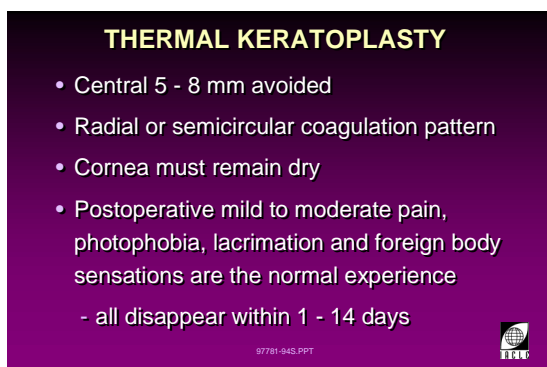 THERMAL KERATOPLASTY
• Central 5 - 8 mm avoided
• Radial or semicircular coagulation pattern
• Cornea must remain dry
• Postoperative mild to moderate pain,
photophobia, lacrimation and foreign body
sensations are the normal experience
- all disappear within 1 - 14 days
97781-94S.PPT
IACLE